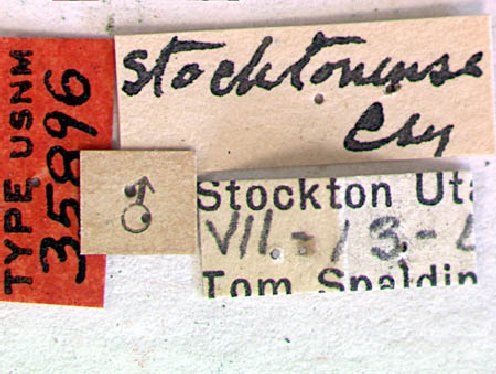 TYPE USNM
35896
stocktonense
Cky
♂
Stockton Uta
VII-13-
Tom Spaldin